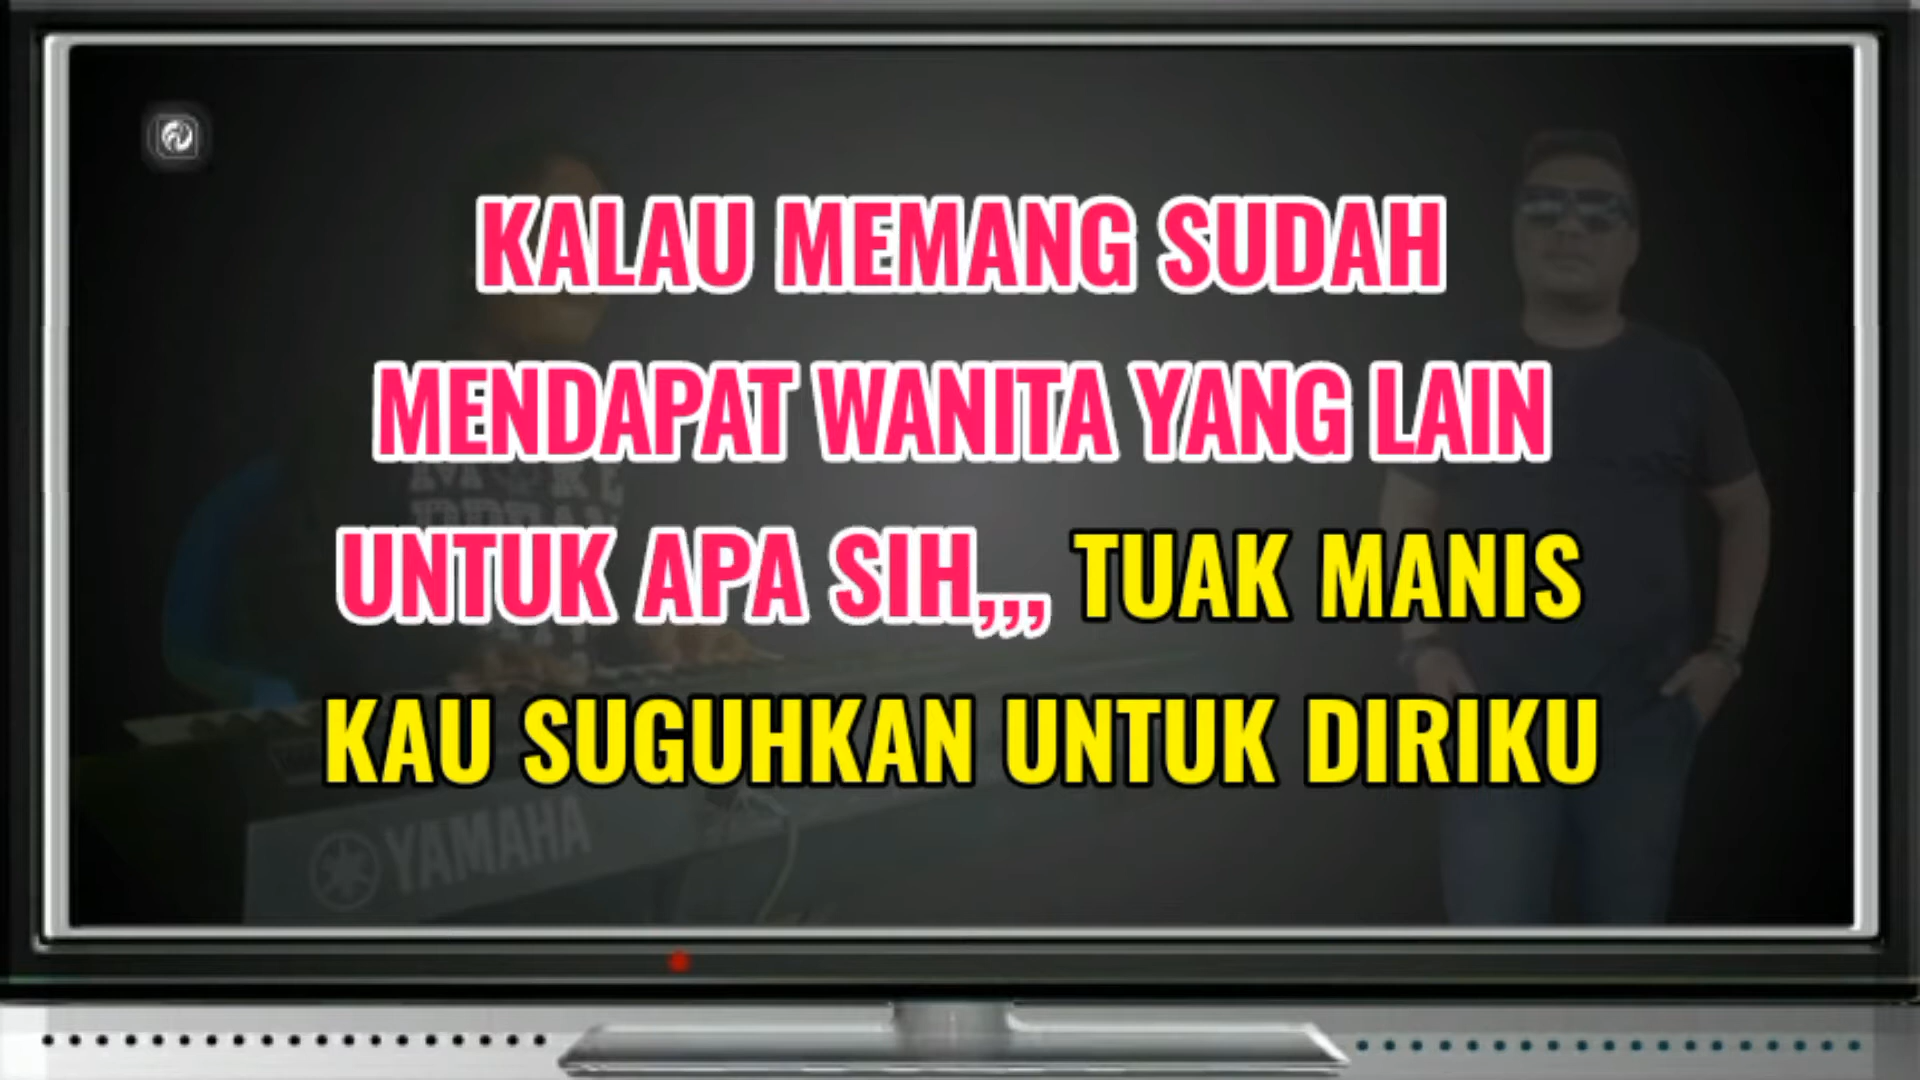 KALAU MEMANG SUDAH
MENDAPAT WANITA YANG LAIN
UNTUK APA SIH,,, TUAK MANIS
KAU SUGUHKAN UNTUK DIRIKU
YAMAHA